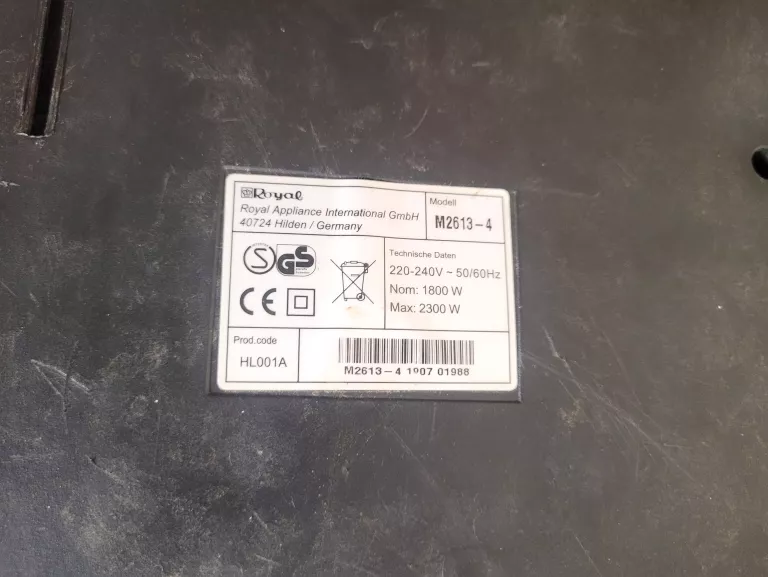 Royal
Royal Appliance International GmbH
40724 Hilden / Germany
Modell
M2613-4
S GS
CE
Technische Daten
220-240V ~ 50/60Hz
Nom: 1800 W
Max: 2300 W
Prod.code
HL001A
M2613-4 1907 01988